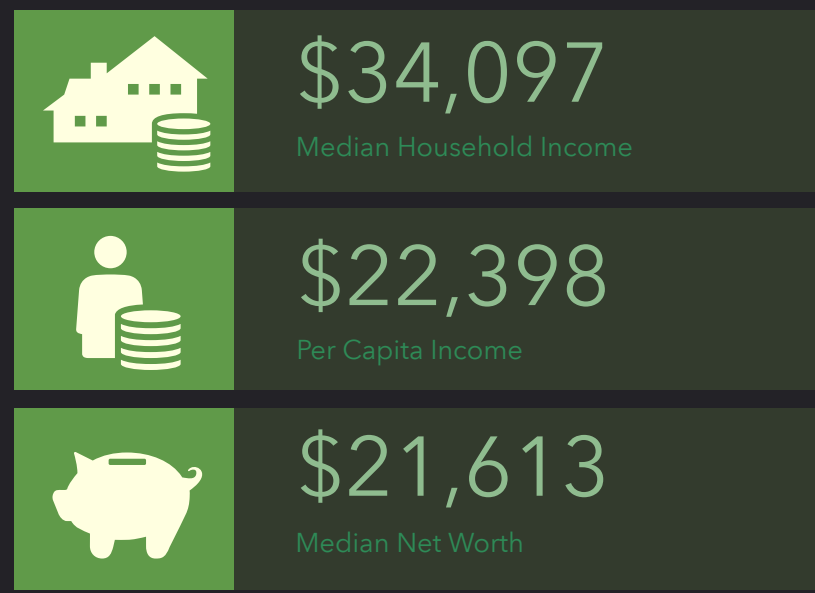 $34,097
Median Household Income
$22,398
Per Capita Income
$21,613
Median Net Worth